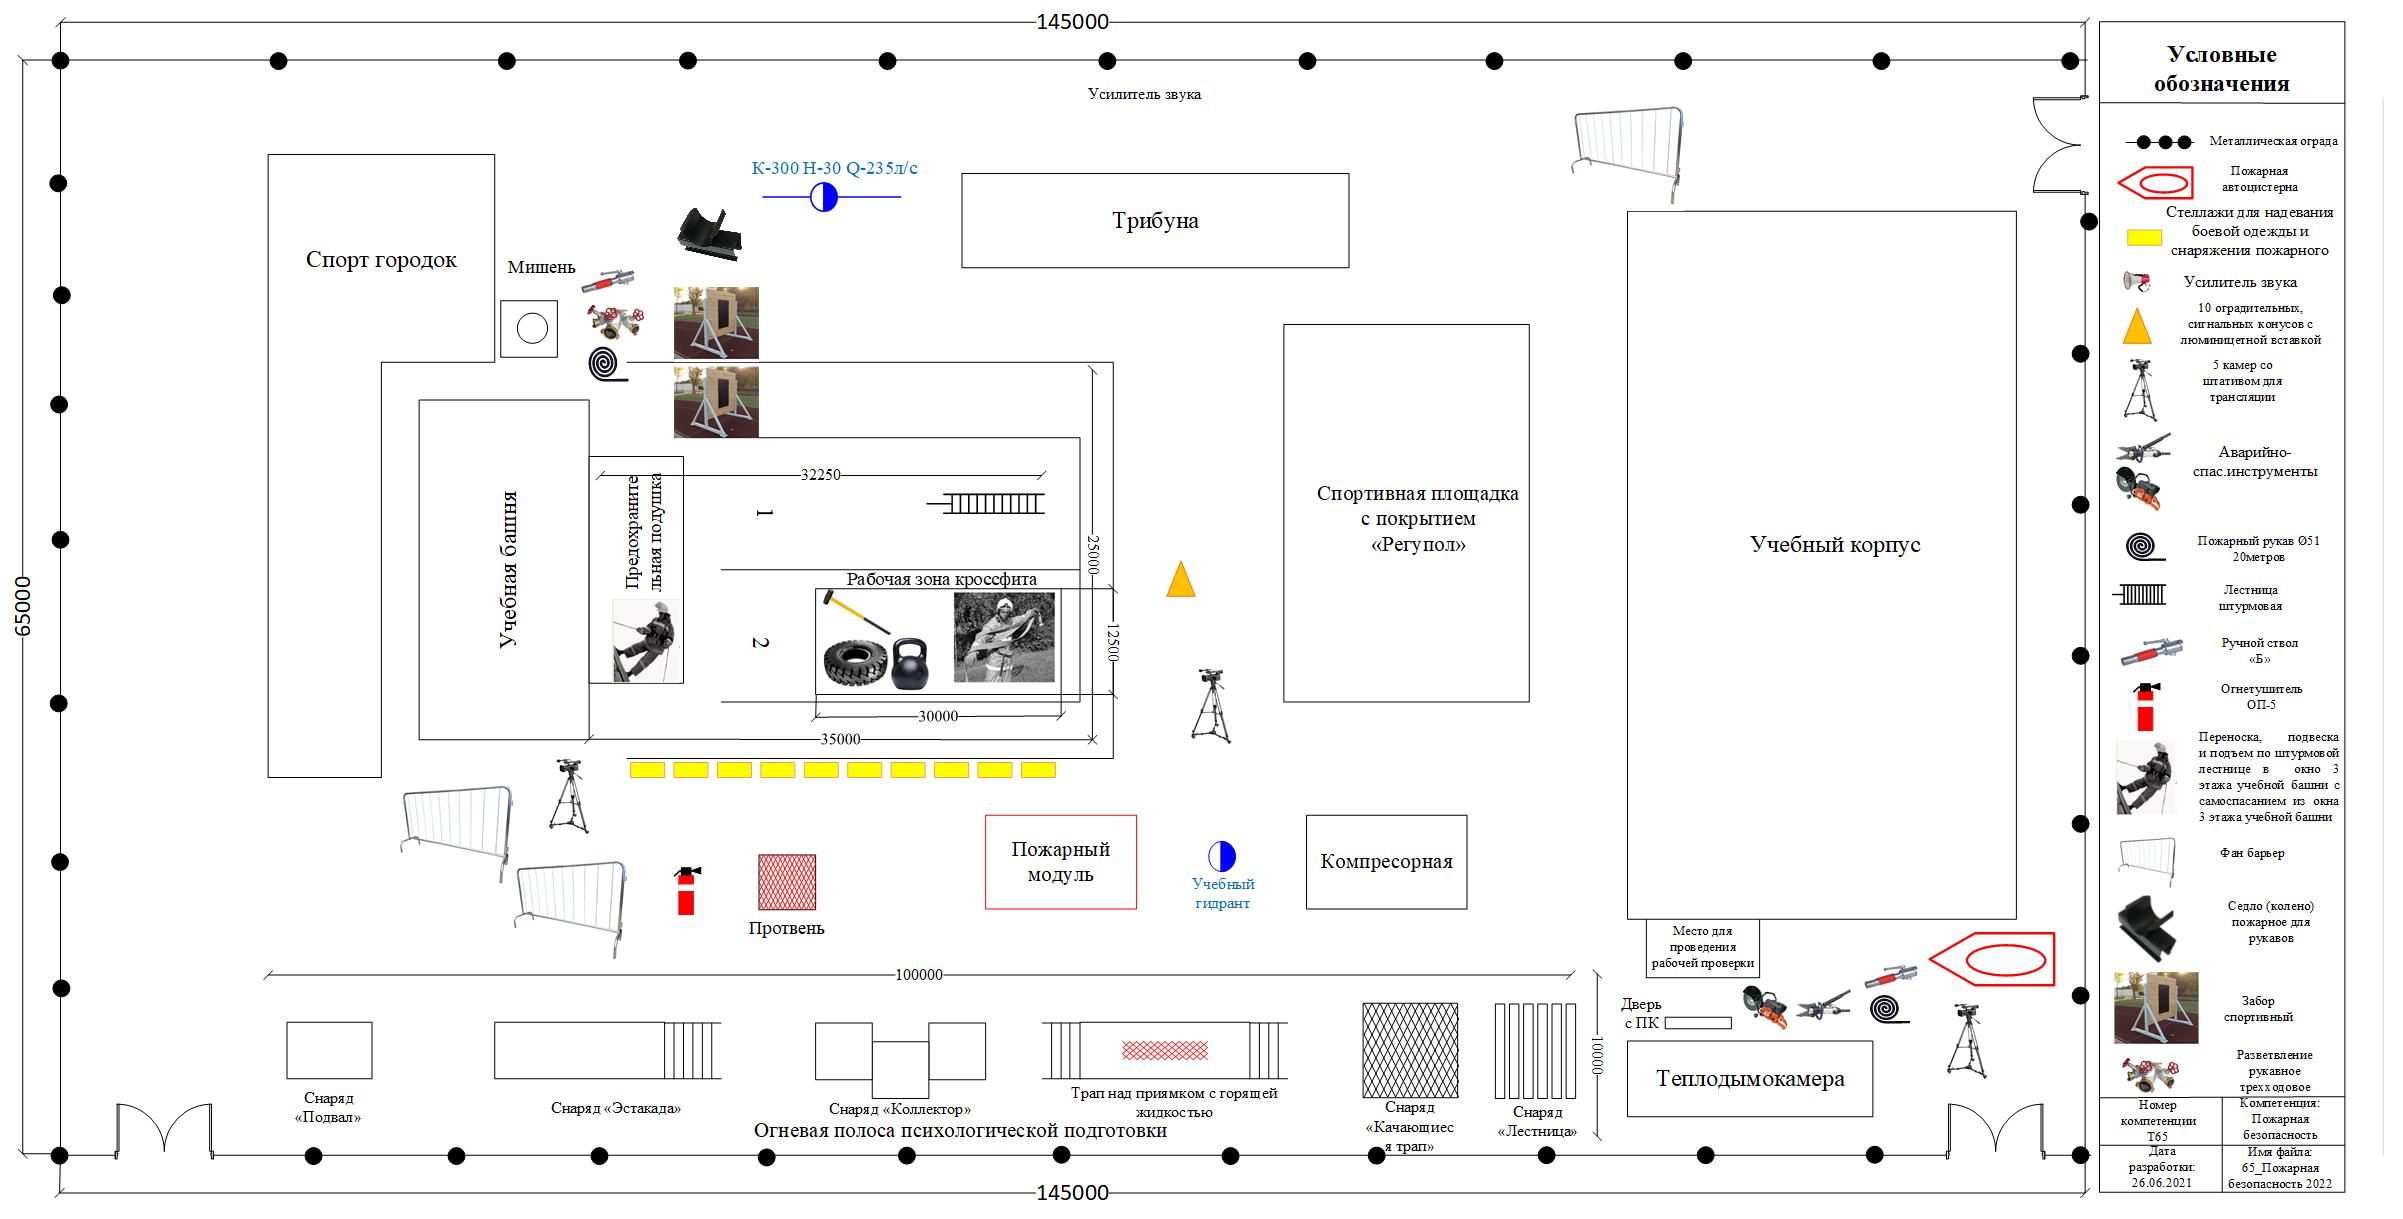 145000
Усилитель звука
К-300 Н-30 Q-235л/с
Трибуна
Спорт городок
Мишень
65000
Учебная башня
Предохраните
льная подушка
32250
1
25000
Рабочая зона кроссфита
2
12500
30000
35000
Спортивная площадка
с покрытием
«Регупол»
Учебный корпус
Пожарный
модуль
Учебный
гидрант
Компресорная
Протвень
Место для
проведения
рабочей проверки
100000
Дверь
с ПК
10000
Теплодымокамера
Снаряд
«Подвал»
Снаряд «Эстакада»
Снаряд «Коллектор»
Трап над приямком с горящей
жидкостью
Снаряд
«Качающиес
я трап»
Снаряд
«Лестница»
Огневая полоса психологической подготовки
145000
Условные
обозначения
Металлическая ограда
Пожарная
автоцистерна
Стеллажи для надевания
боевой одежды и
снаряжения пожарного
Усилитель звука
10 оградительных,
сигнальных конусов с
люминицетной вставкой
5 камер со
штативом для
трансляции
Аварийно-
спас.инструменты
Пожарный рукав Ø51
20метров
Лестница
штурмовая
Ручной ствол
«Б»
Огнетушитель
ОП-5
Переноска, подвеска
и подъем по штурмовой
лестнице в окно 3
этажа учебной башни с
самоспасанием из окна
3 этажа учебной башни
Фан барьер
Седло (колено)
пожарное для
рукавов
Забор
спортивный
Разветвление
рукавное
трехходовое
Номер
компетенции
Т65
Компетенция:
Пожарная
безопасность
Дата
разработки:
26.06.2021
Имя файла:
65_Пожарная
безопасность 2022